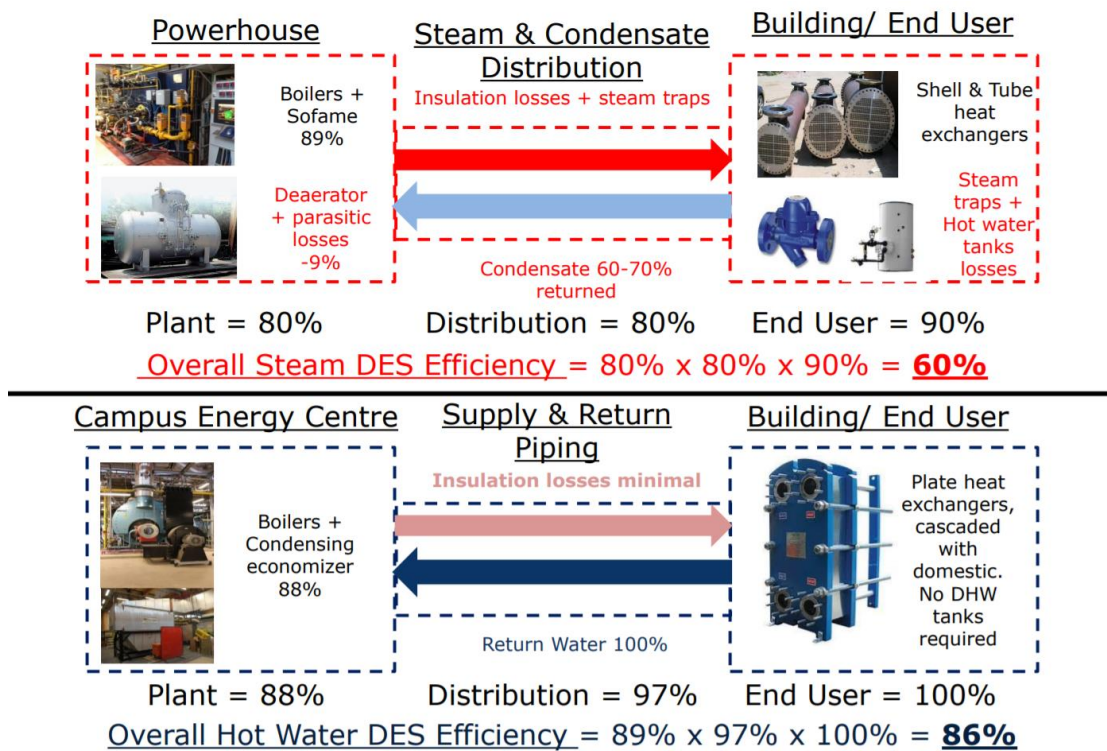 Powerhouse
Boilers +
Sofame
89%
Deaerator
+ parasitic
losses
-9%
Steam & Condensate
Distribution
Insulation losses + steam traps
Condensate 60-70%
returned
Building/ End User
Shell & Tube
heat
exchangers
Steam
traps +
Hot water
tanks
losses
Plant = 80%
Distribution = 80%
End User = 90%
Overall Steam DES Efficiency = 80% x 80% x 90% = 60%
Campus Energy Centre
Boilers +
Condensing
economizer
88%
Supply & Return
Piping
Insulation losses minimal
Return Water 100%
Building/ End User
Plate heat
exchangers,
cascaded
with
domestic.
No DHW
tanks
required
Plant = 88%
Distribution = 97%
End User = 100%
Overall Hot Water DES Efficiency = 89% x 97% x 100% = 86%